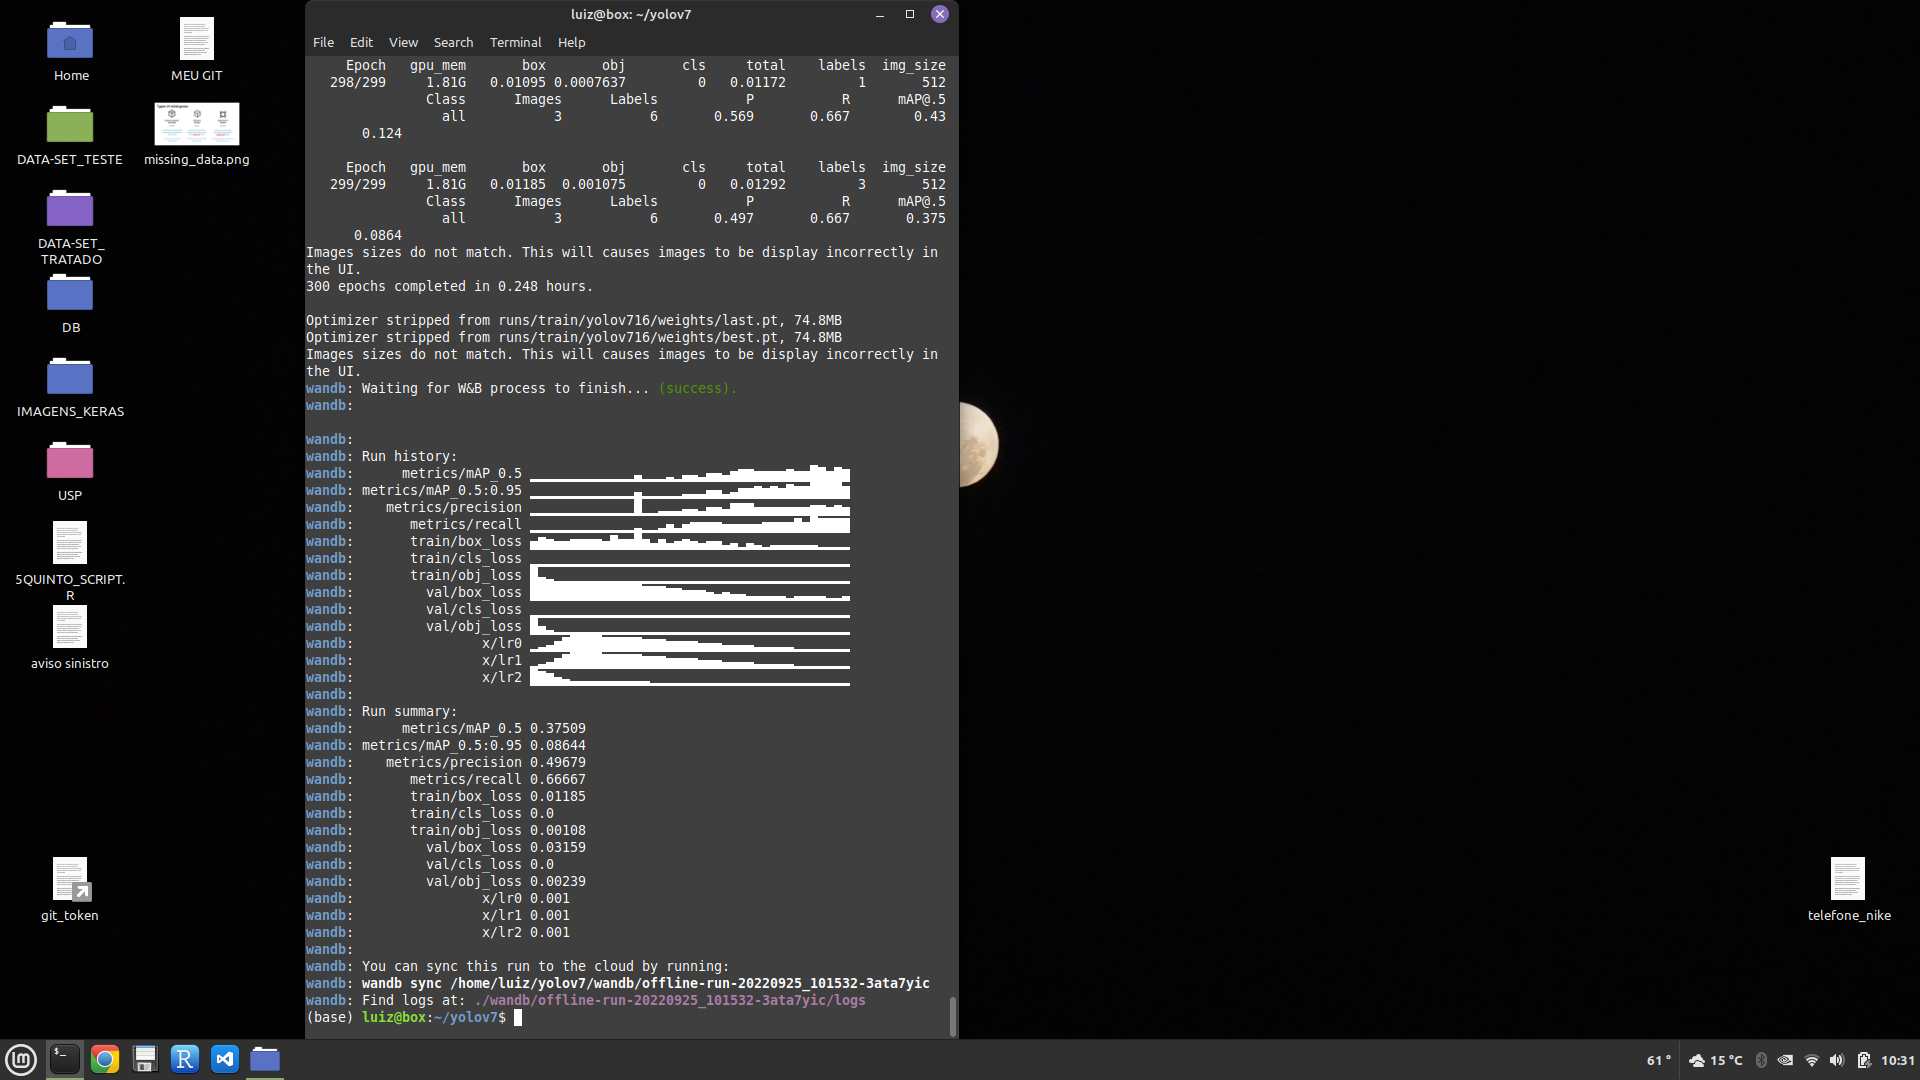 luiz@box: ~/yolov7
File Edit View Search Terminal Help
Epoch gpu_mem box obj cls total labels img_size
298/299 1.81G 0.01095 0.0007637 0 0.01172 1 512
Class Images Labels P R mAP@.5
all 3 6 0.569 0.667 0.43
0.124
Epoch gpu_mem box obj cls total labels img_size
299/299 1.81G 0.01185 0.001075 0 0.01292 3 512
Class Images Labels P R mAP@.5
all 3 6 0.497 0.667 0.375
0.0864
Images sizes do not match. This will causes images to be display incorrectly in
the UI.
300 epochs completed in 0.248 hours.
Optimizer stripped from runs/train/yolov716/weights/last.pt, 74.8MB
Optimizer stripped from runs/train/yolov716/weights/best.pt, 74.8MB
Images sizes do not match. This will causes images to be display incorrectly in
the UI.
wandb: Waiting for W&B process to finish... (success).
wandb:
wandb:
wandb: Run history:
wandb: metrics/mAP_0.5
wandb: metrics/mAP_0.5:0.95
wandb: metrics/precision
wandb: metrics/recall
wandb: train/box_loss
wandb: train/cls_loss
wandb: train/obj_loss
wandb: val/box_loss
wandb: val/cls_loss
wandb: val/obj_loss
wandb: x/lr0
wandb: x/lr1
wandb: x/lr2
wandb:
wandb: Run summary:
wandb: metrics/mAP_0.5 0.37509
wandb: metrics/mAP_0.5:0.95 0.08644
wandb: metrics/precision 0.49679
wandb: metrics/recall 0.66667
wandb: train/box_loss 0.01185
wandb: train/cls_loss 0.0
wandb: train/obj_loss 0.00108
wandb: val/box_loss 0.03159
wandb: val/cls_loss 0.0
wandb: val/obj_loss 0.00239
wandb: x/lr0 0.001
wandb: x/lr1 0.001
wandb: x/lr2 0.001
wandb:
wandb: You can sync this run to the cloud by running:
wandb: wandb sync /home/luiz/yolov7/wandb/offline-run-20220925_101532-3ata7yic
wandb: Find logs at: ./wandb/offline-run-20220925_101532-3ata7yic/logs
(base) luiz@box:~/yolov7$
Home
MEU GIT
DATA-SET_TESTE
missing_data.png
DATA-SET_
TRATADO
DB
IMAGENS_KERAS
USP
5QUINTO_SCRIPT.
R
aviso sinistro
git_token
telefone_nike
61 °
15 °C
10:31